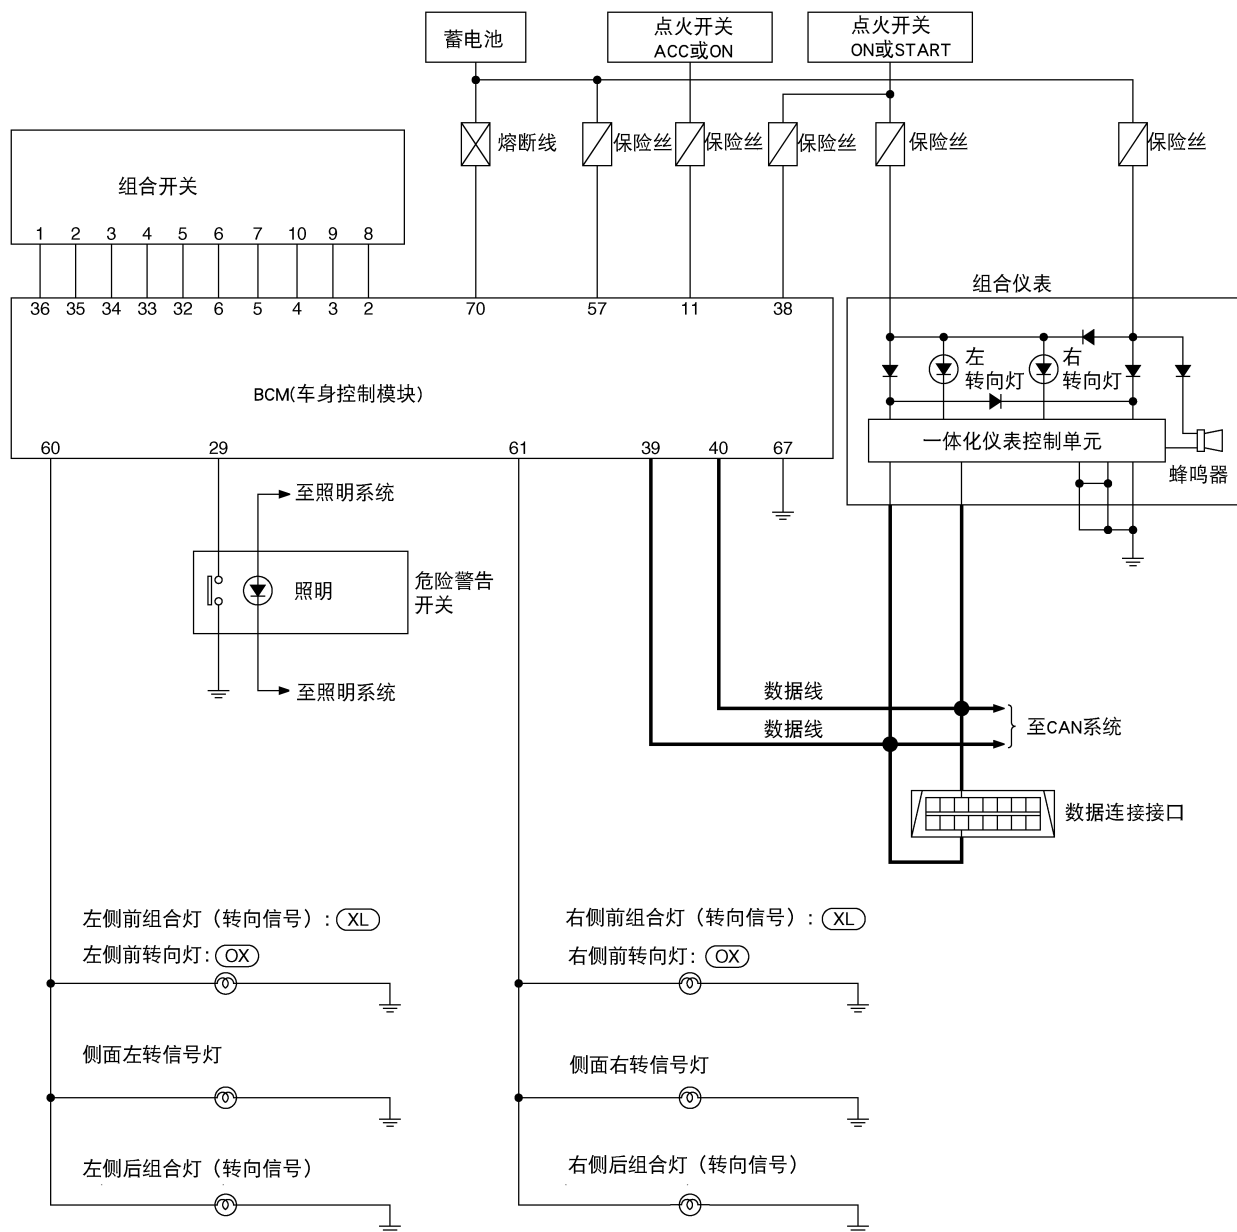 蓄电池
点火开关
ACC或ON
点火开关
ON或START
熔断线
保险丝
保险丝
保险丝
保险丝
保险丝
组合开关
1 2 3 4 5 6 7 10 9 8
36 35 34 33 32 6 5 4 3 2 70 57 11 38
组合仪表
左
转向灯
右
转向灯
BCM(车身控制模块)
一体化仪表控制单元
蜂鸣器
60 29 61 39 40 67
至照明系统
照明
危险警告
开关
至照明系统
数据线
数据线
至CAN系统
数据连接接口
左侧前组合灯（转向信号）: XL
左侧前转向灯: OX
右侧前组合灯（转向信号）: XL
右侧前转向灯: OX
侧面左转信号灯
侧面右转信号灯
左侧后组合灯（转向信号）
右侧后组合灯（转向信号）